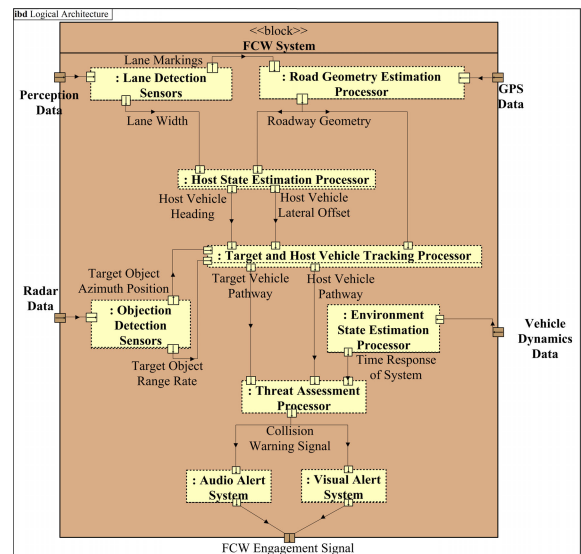 ibd Logical Architecture
<<block>>
FCW System
Lane Markings
: Lane Detection
Sensors
: Road Geometry Estimation
Processor
Perception
Data
GPS
Data
Lane Width
Roadway Geometry
: Host State Estimation Processor
Host Vehicle
Heading
Host Vehicle
Lateral Offset
: Target and Host Vehicle Tracking Processor
Target Object
Azimuth Position
Target Vehicle
Pathway
Host Vehicle
Pathway
Radar
Data
: Objection
Detection
Sensors
: Environment
State Estimation
Processor
Vehicle
Dynamics
Data
Target Object
Range Rate
Time Response
of System
: Threat Assessment
Processor
Collision
Warning Signal
: Audio Alert
System
: Visual Alert
System
FCW Engagement Signal